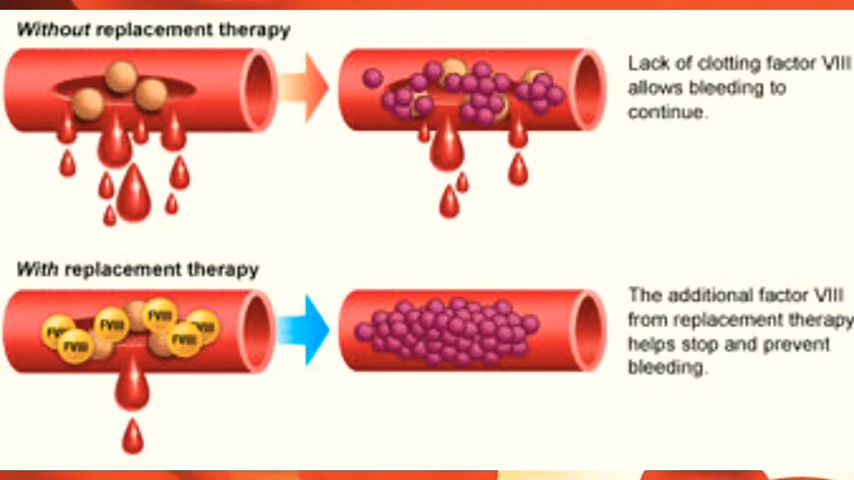 Without replacement therapy
Lack of clotting factor VIII
allows bleeding to
continue.
With replacement therapy
FVIII
FVIII
FVIII
FVIII
FVIII
The additional factor VIII
from replacement therapy
helps stop and prevent
bleeding.